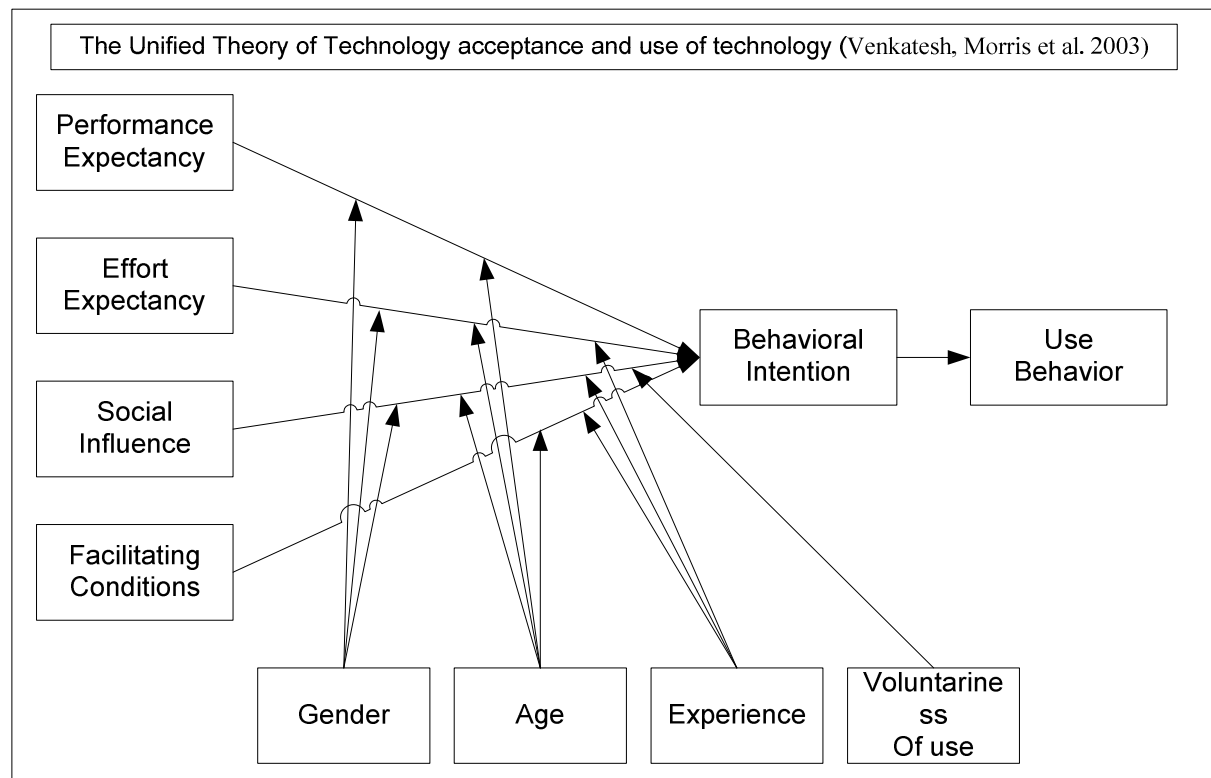 The Unified Theory of Technology acceptance and use of technology (Venkatesh, Morris et al. 2003)
Performance
Expectancy
Effort
Expectancy
Social
Influence
Facilitating
Conditions
Behavioral
Intention
Use
Behavior
Gender
Age
Experience
Voluntarine
ss
Of use